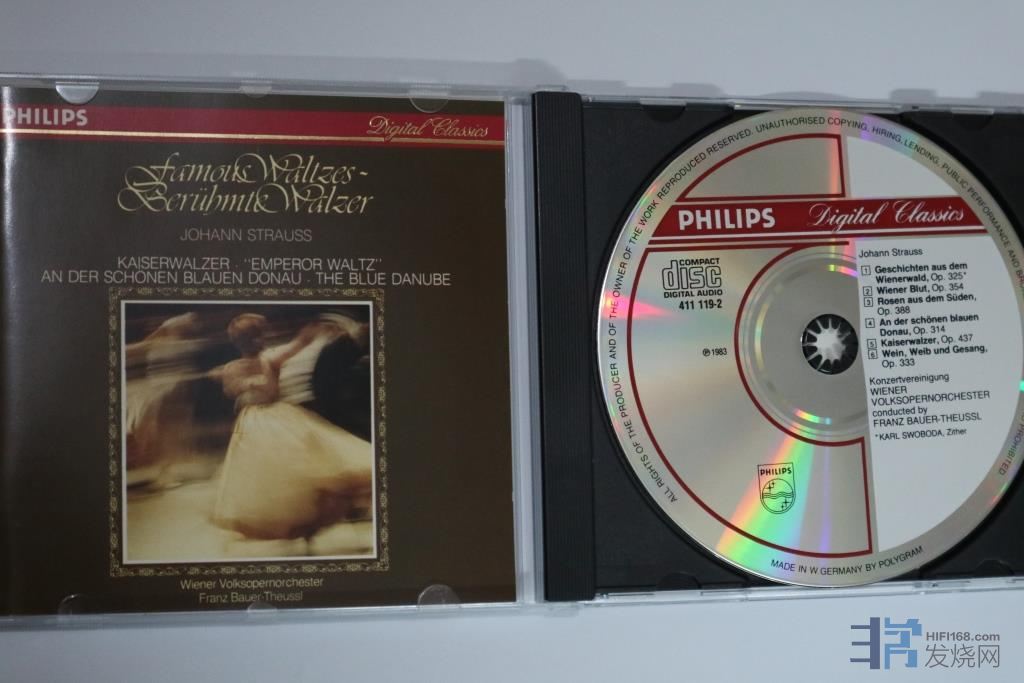 PHILIPS
Digital Classics
Famous Waltzes-
Berühmte Walzer
JOHANN STRAUSS
KAISERWALZER · "EMPEROR WALTZ"
AN DER SCHÖNEN BLAUEN DONAU · THE BLUE DANUBE
Wiener Volksopernorchester
Franz Bauer-Theussl
ALL RIGHTS OF THE PRODUCER AND OF THE OWNER OF THE WORK REPRODUCED RESERVED. UNAUTHORISED COPYING, HIRING, LENDING, PUBLIC PERFORMANCE AND
PROHIBITED
PHILIPS Digital Classics
COMPACT
disc
DIGITAL AUDIO
411 119-2
℗ 1983
Johann Strauss
1 Geschichten aus dem
Wienerwald, Op. 325*
2 Wiener Blut, Op. 354
3 Rosen aus dem Süden,
Op. 388
4 An der schönen blauen
Donau, Op. 314
5 Kaiserwalzer, Op. 437
6 Wein, Weib und Gesang,
Op. 333
Konzertvereinigung
WIENER
VOLKSOPERNORCHESTER
conducted by
FRANZ BAUER-THEUSSL
*KARL SWOBODA, Zither
PHILIPS
MADE IN W. GERMANY BY POLYGRAM
HIFI168.com
发烧网